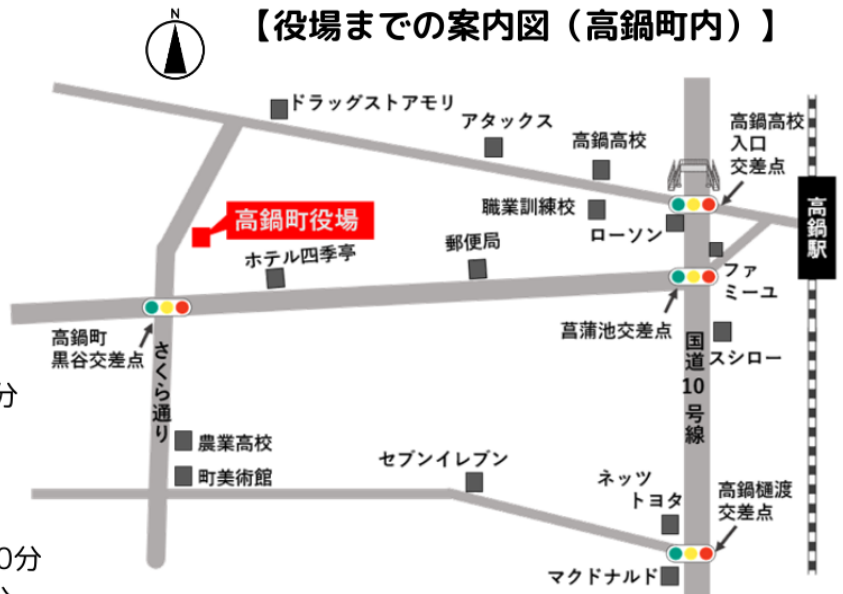 N
【役場までの案内図（高鍋町内）】
ドラッグストアモリ
アタックス
高鍋高校
高鍋高校
入口
交差点
高鍋町役場
職業訓練校
ローソン
高鍋駅
ホテル四季亭
郵便局
ファ
ミーユ
高鍋町
黒谷交差点
菖蒲池交差点
さくら通り
国道10号線
スシロー
分
農業高校
町美術館
セブンイレブン
ネッツ
トヨタ
高鍋樋渡
交差点
0分
マクドナルド